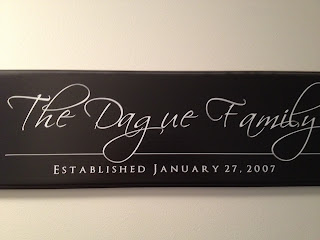 The Dague Family
Established January 27, 2007